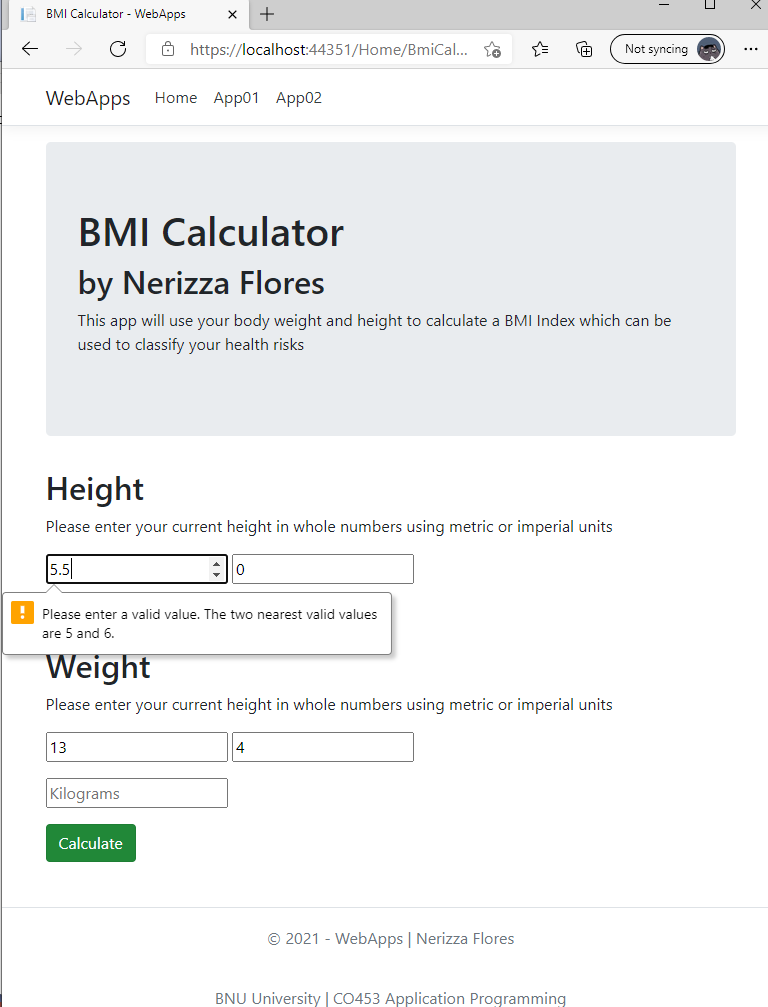 BMI Calculator - WebApps
https://localhost:44351/Home/BmiCal...
Not syncing
WebApps Home App01 App02
BMI Calculator
by Nerizza Flores
This app will use your body weight and height to calculate a BMI Index which can be
used to classify your health risks
Height
Please enter your current height in whole numbers using metric or imperial units
5.5 0
Please enter a valid value. The two nearest valid values
are 5 and 6.
Weight
Please enter your current height in whole numbers using metric or imperial units
13 4
Kilograms
Calculate
© 2021 - WebApps | Nerizza Flores
BNU University | CO453 Application Programming